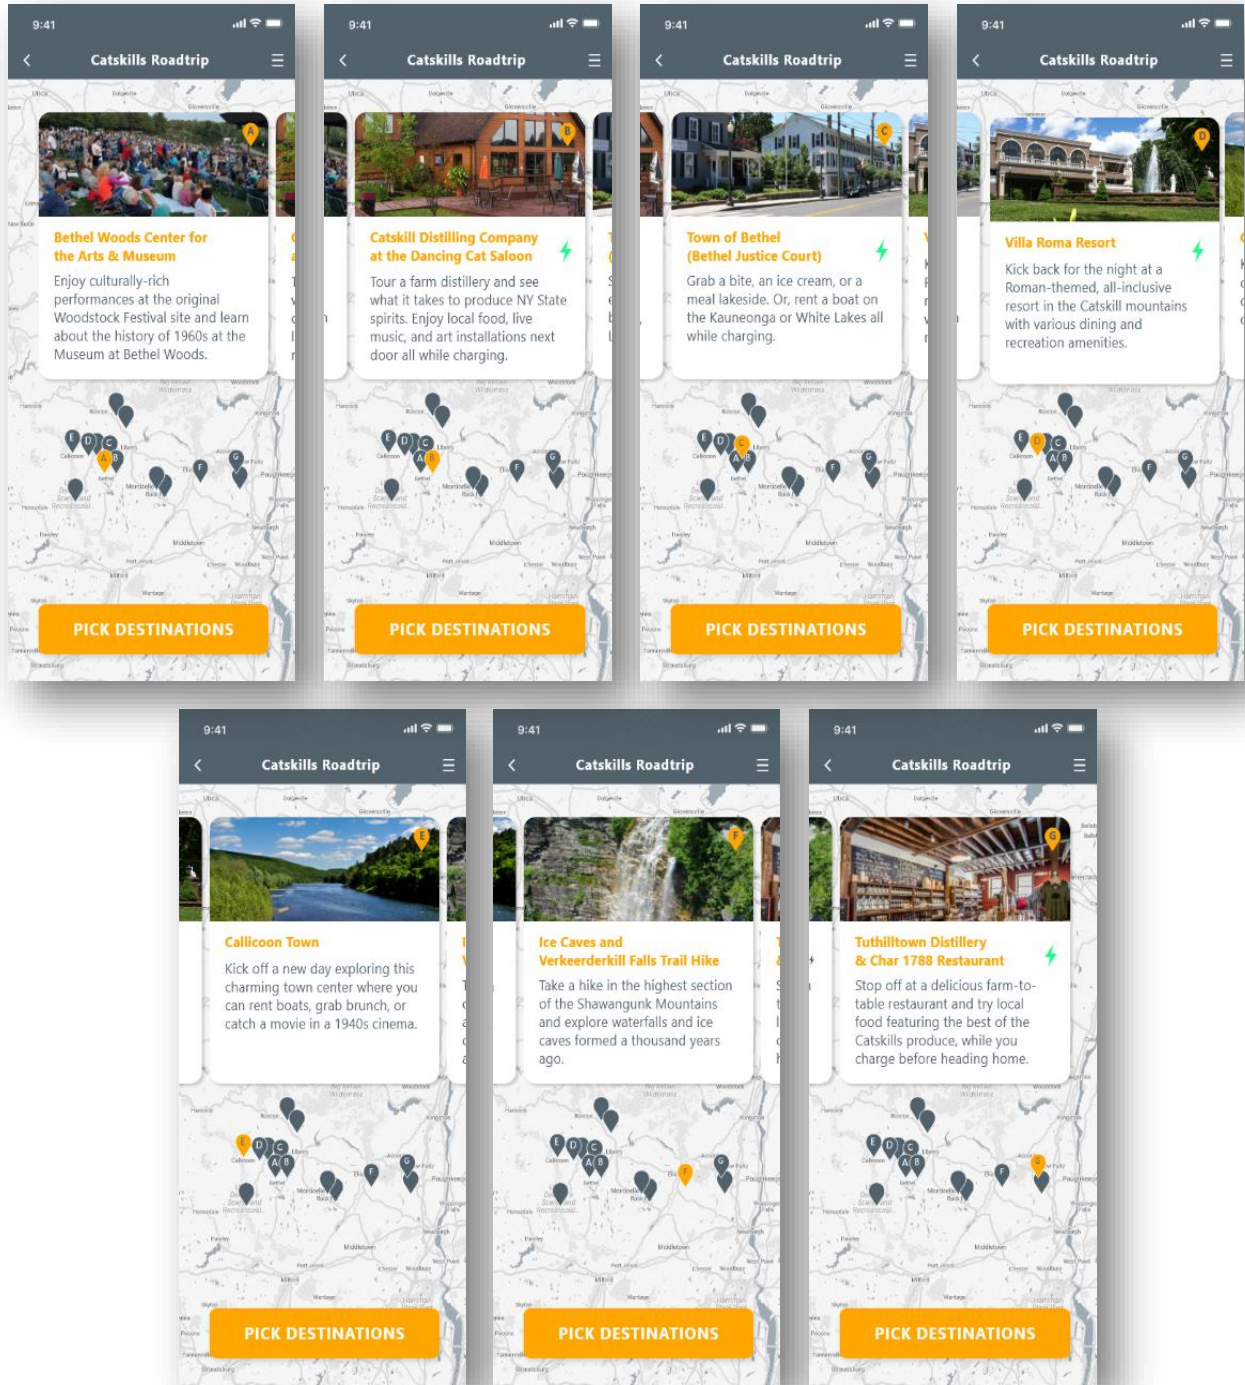 9:41
Catskills Roadtrip
A
Bethel Woods Center for
the Arts & Museum
Enjoy culturally-rich
performances at the original
Woodstock Festival site and learn
about the history of 1960s at the
Museum at Bethel Woods.
E D C
A B F G
PICK DESTINATIONS
9:41
Catskills Roadtrip
B
Catskill Distilling Company
at the Dancing Cat Saloon
Tour a farm distillery and see
what it takes to produce NY State
spirits. Enjoy local food, live
music, and art installations next
door all while charging.
E D C
A B F G
PICK DESTINATIONS
9:41
Catskills Roadtrip
C
Town of Bethel
(Bethel Justice Court)
Grab a bite, an ice cream, or a
meal lakeside. Or, rent a boat on
the Kauneonga or White Lakes all
while charging.
E D C
A B F G
PICK DESTINATIONS
9:41
Catskills Roadtrip
D
Villa Roma Resort
Kick back for the night at a
Roman-themed, all-inclusive
resort in the Catskill mountains
with various dining and
recreation amenities.
E D C
A B F G
PICK DESTINATIONS
9:41
Catskills Roadtrip
E
Callicoon Town
Kick off a new day exploring this
charming town center where you
can rent boats, grab brunch, or
catch a movie in a 1940s cinema.
E D C
A B F G
Middletown
PICK DESTINATIONS
9:41
Catskills Roadtrip
F
Ice Caves and
Verkeerderkill Falls Trail Hike
Take a hike in the highest section
of the Shawangunk Mountains
and explore waterfalls and ice
caves formed a thousand years
ago.
E D C
A B F G
Middletown
PICK DESTINATIONS
9:41
Catskills Roadtrip
G
Tuthilltown Distillery
& Char 1788 Restaurant
Stop off at a delicious farm-to-
table restaurant and try local
food featuring the best of the
Catskills produce, while you
charge before heading home.
E D C
A B F G
Middletown
PICK DESTINATIONS